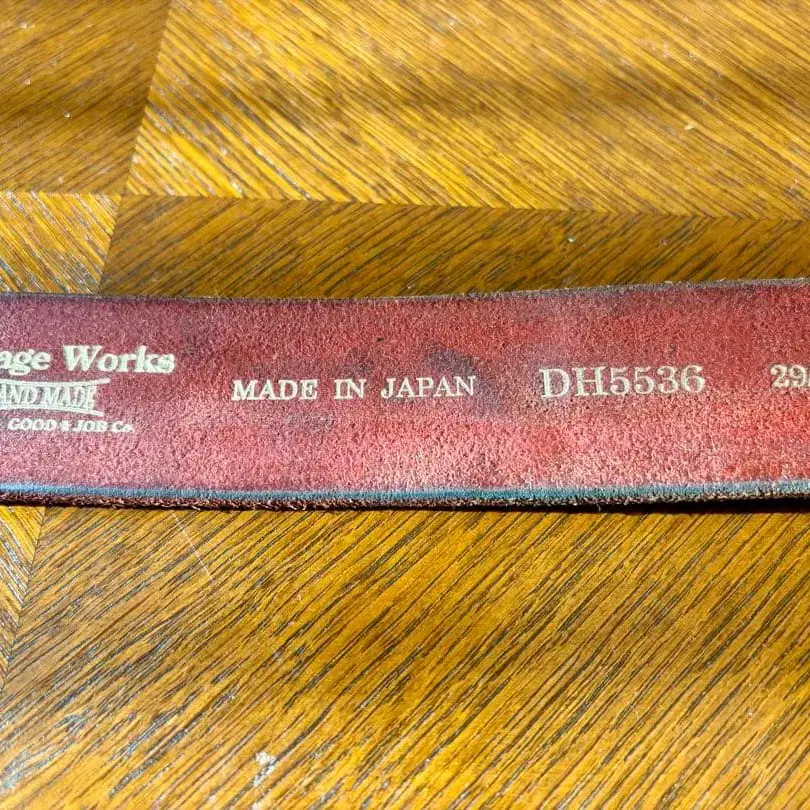 age Works
AND MADE
GOOD & JOB Co.
MADE IN JAPAN
DH5536
29